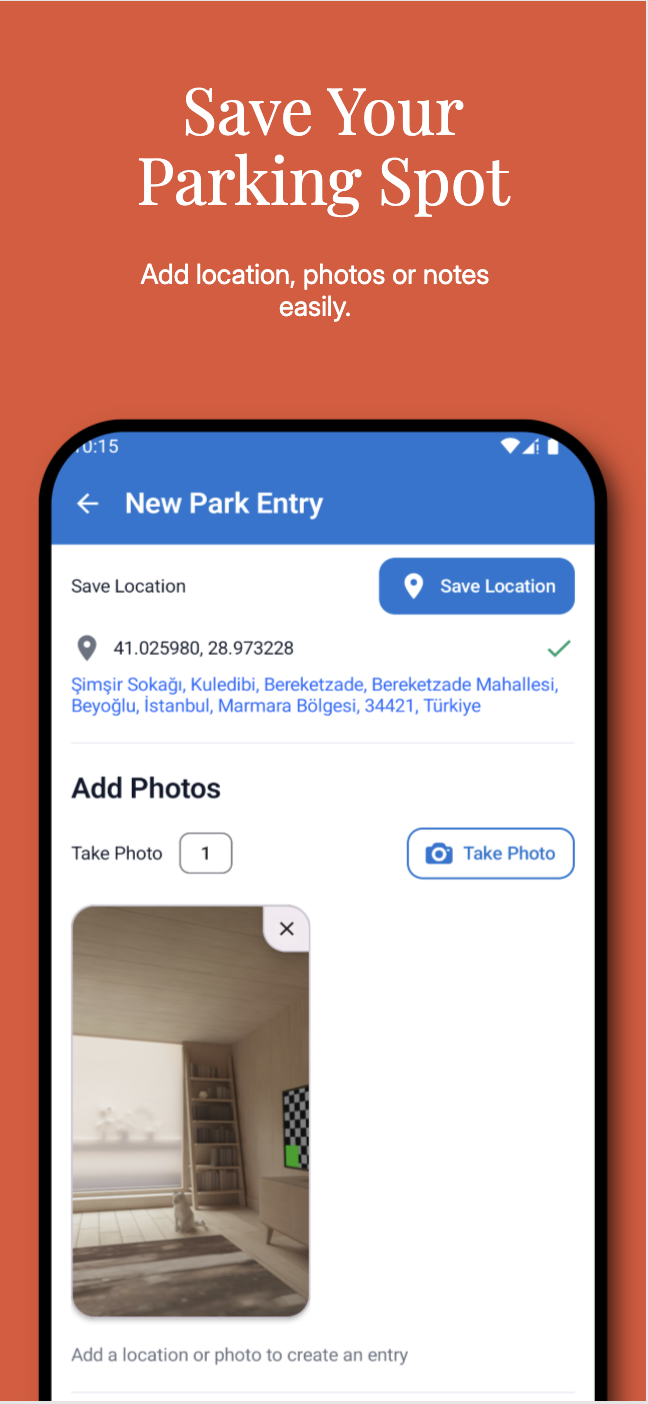 Save Your
Parking Spot
Add location, photos or notes
easily.
10:15
New Park Entry
Save Location
Save Location
41.025980, 28.973228
Şimşir Sokağı, Kuledibi, Bereketzade, Bereketzade Mahallesi,
Beyoğlu, İstanbul, Marmara Bölgesi, 34421, Türkiye
Add Photos
Take Photo
1
Take Photo
Add a location or photo to create an entry